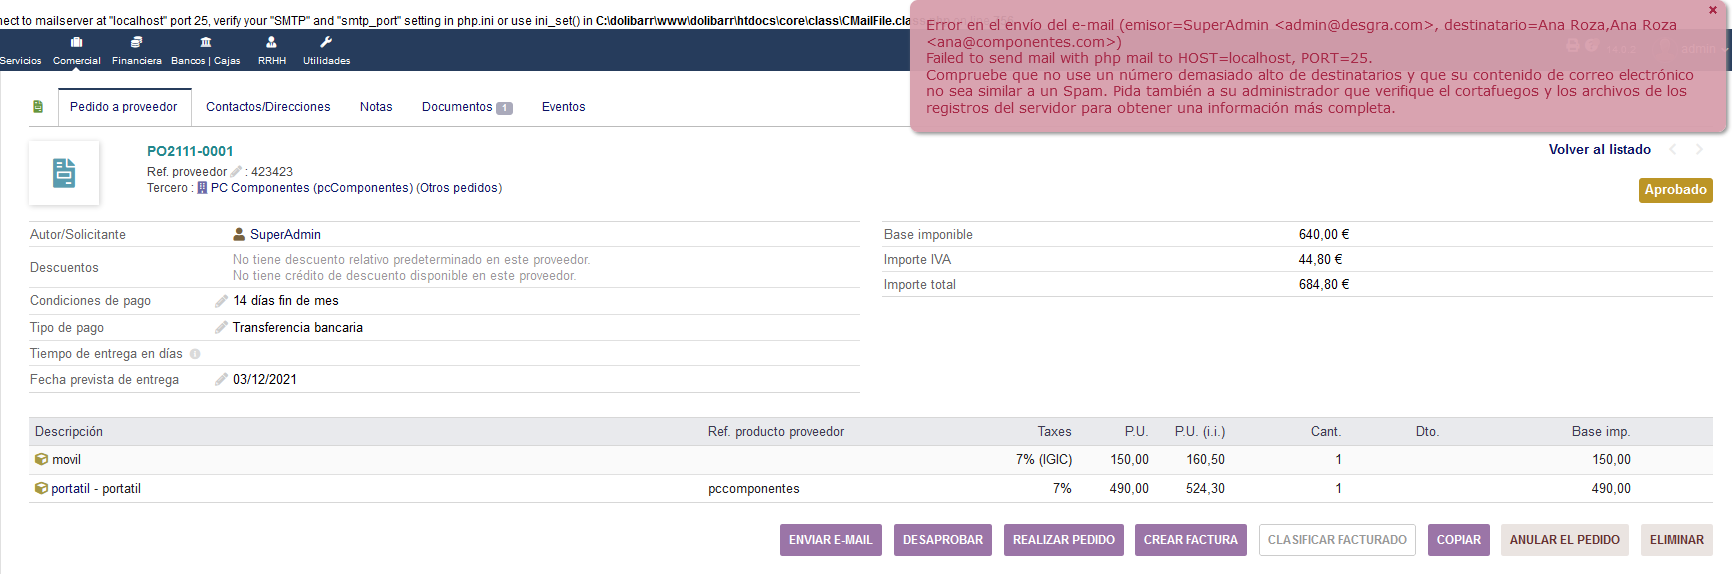 nect to mailserver at "localhost" port 25, verify your "SMTP" and "smtp_port" setting in php.ini or use ini_set() in C:\dolibarr\www\dolibarr\htdocs\core\class\CMailFile.class
Error en el envío del e-mail (emisor=SuperAdmin <admin@desgra.com>, destinatario=Ana Roza,Ana Roza
<ana@componentes.com>)
Failed to send mail with php mail to HOST=localhost, PORT=25.
Compruebe que no use un número demasiado alto de destinatarios y que su contenido de correo electrónico
no sea similar a un Spam. Pida también a su administrador que verifique el cortafuegos y los archivos de los
registros del servidor para obtener una información más completa.
Servicios Comercial Financiera Bancos | Cajas RRHH Utilidades admin
Pedido a proveedor Contactos/Direcciones Notas Documentos 1 Eventos
PO2111-0001
Ref. proveedor : 423423
Tercero : PC Componentes (pcComponentes) (Otros pedidos)
Volver al listado
Aprobado
Autor/Solicitante SuperAdmin
Descuentos No tiene descuento relativo predeterminado en este proveedor.
No tiene crédito de descuento disponible en este proveedor.
Condiciones de pago 14 días fin de mes
Tipo de pago Transferencia bancaria
Tiempo de entrega en días
Fecha prevista de entrega 03/12/2021
Base imponible 640,00 €
Importe IVA 44,80 €
Importe total 684,80 €
Descripción Ref. producto proveedor Taxes P.U. P.U. (i.i.) Cant. Dto. Base imp.
movil 7% (IGIC) 150,00 160,50 1 150,00
portatil - portatil pccomponentes 7% 490,00 524,30 1 490,00
ENVIAR E-MAIL DESAPROBAR REALIZAR PEDIDO CREAR FACTURA CLASIFICAR FACTURADO COPIAR ANULAR EL PEDIDO ELIMINAR